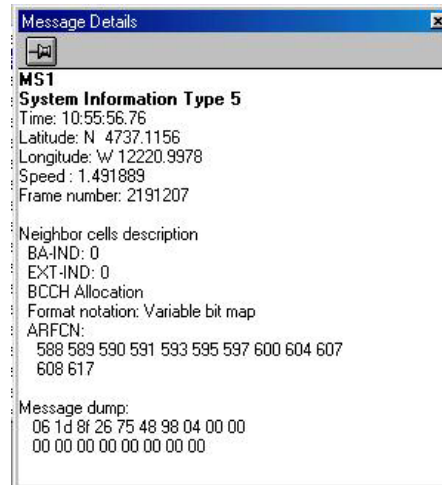 Message Details
MS1
System Information Type 5
Time: 10:55:56.76
Latitude: N 4737.1156
Longitude: W 12220.9978
Speed : 1.491889
Frame number: 2191207
Neighbor cells description
BA-IND: 0
EXT-IND: 0
BCCH Allocation
Format notation: Variable bit map
ARFCN:
588 589 590 591 593 595 597 600 604 607
608 617
Message dump:
06 1d 8f 26 75 48 98 04 00 00
00 00 00 00 00 00 00 00